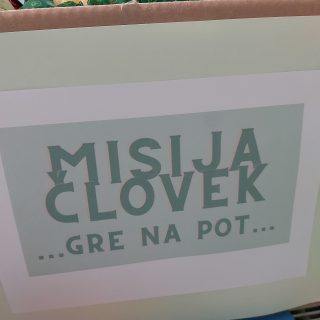 MISIJA
ČLOVEK
...GRE NA POT...